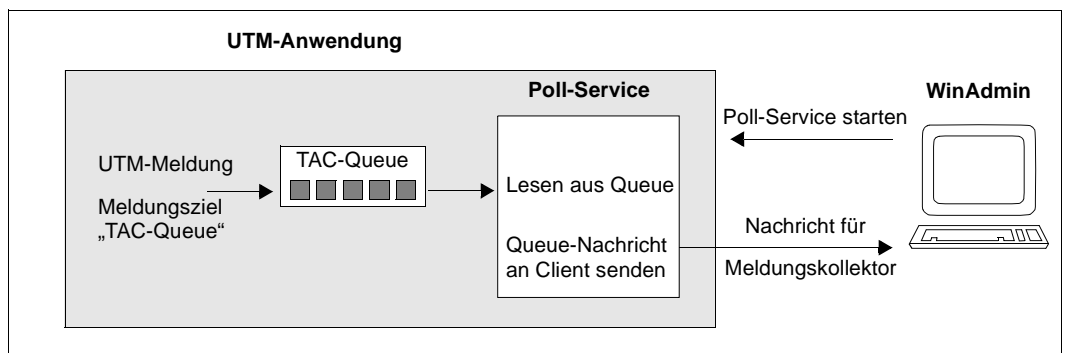 UTM-Anwendung
Poll-Service
WinAdmin
Poll-Service starten
UTM-Meldung
TAC-Queue
Lesen aus Queue
Meldungsziel
„TAC-Queue“
Queue-Nachricht
an Client senden
Nachricht für
Meldungskollektor